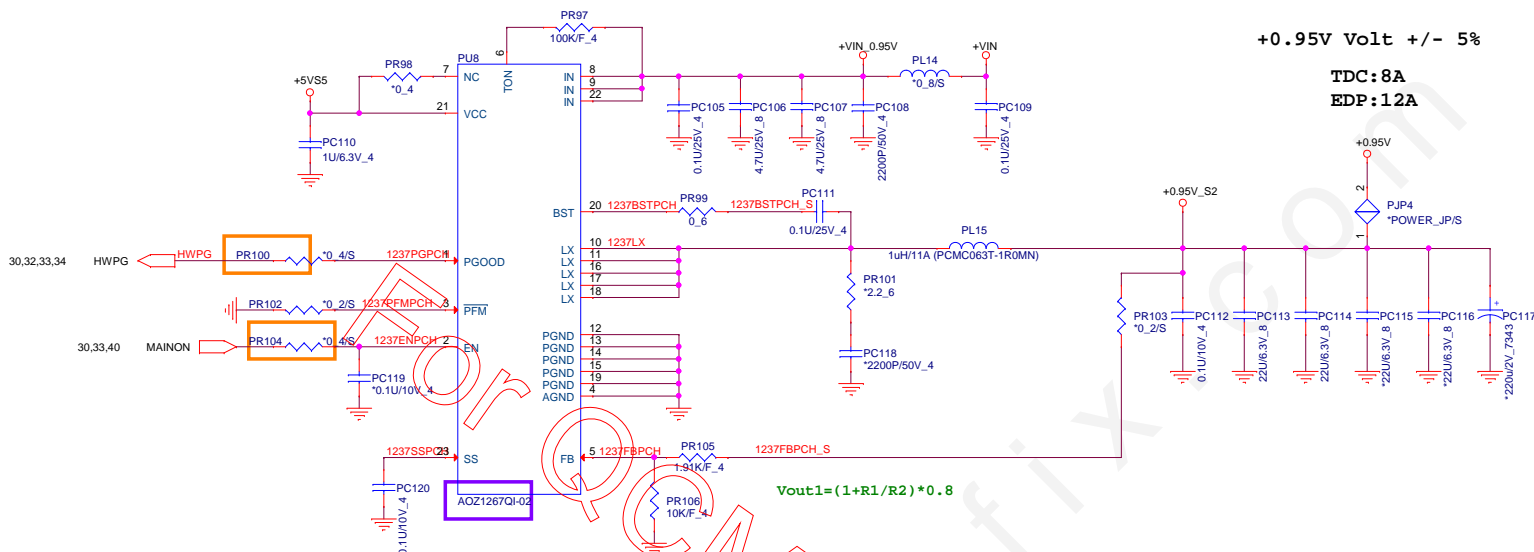 PR97
100K/F_4
+0.95V Volt +/- 5%
TDC:8A
EDP:12A
6
TON
PU8
+5VS5
PR98
*0_4
7
NC
21
VCC
IN
8
IN
9
IN
22
+VIN_0.95V
PL14
*0_8/S
+VIN
PC105
0.1U/25V_4
PC106
4.7U/25V_8
PC107
4.7U/25V_8
PC108
2200P/50V_4
PC109
0.1U/25V_4
PC110
1U/6.3V_4
+0.95V
2
PJP4
*POWER_JP/S
1
+0.95V_S2
BST
20
1237BSTPCH
PR99
0_6
1237BSTPCH_S
PC111
0.1U/25V_4
30,32,33,34
HWPG
HWPG
PR100
*0_4/S
1237PGPCH
1
PGOOD
LX
10
1237LX
LX
11
LX
16
LX
17
LX
18
PL15
1uH/11A (PCMC063T-1R0MN)
PR101
*2.2_6
PR102
*0_2/S
1237PFMPCH
3
PFM
30,33,40
MAINON
PR104
*0_4/S
1237ENPCH
2
EN
PGND
12
PGND
13
PGND
14
PGND
15
PGND
19
AGND
4
PC118
*2200P/50V_4
PC119
*0.1U/10V_4
PR103
*0_2/S
PC112
0.1U/10V_4
PC113
22U/6.3V_8
PC114
22U/6.3V_8
PC115
*22U/6.3V_8
PC116
*22U/6.3V_8
+
PC117
*220u/2V_7343
1237SSPCH
23
SS
FB
5
1237FBPCH
PR105
1.91K/F_4
1237FBPCH_S
PC120
0.1U/10V_4
AOZ1267QI-02
PR106
10K/F_4
Vout1=(1+R1/R2)*0.8
For QC
fix.com